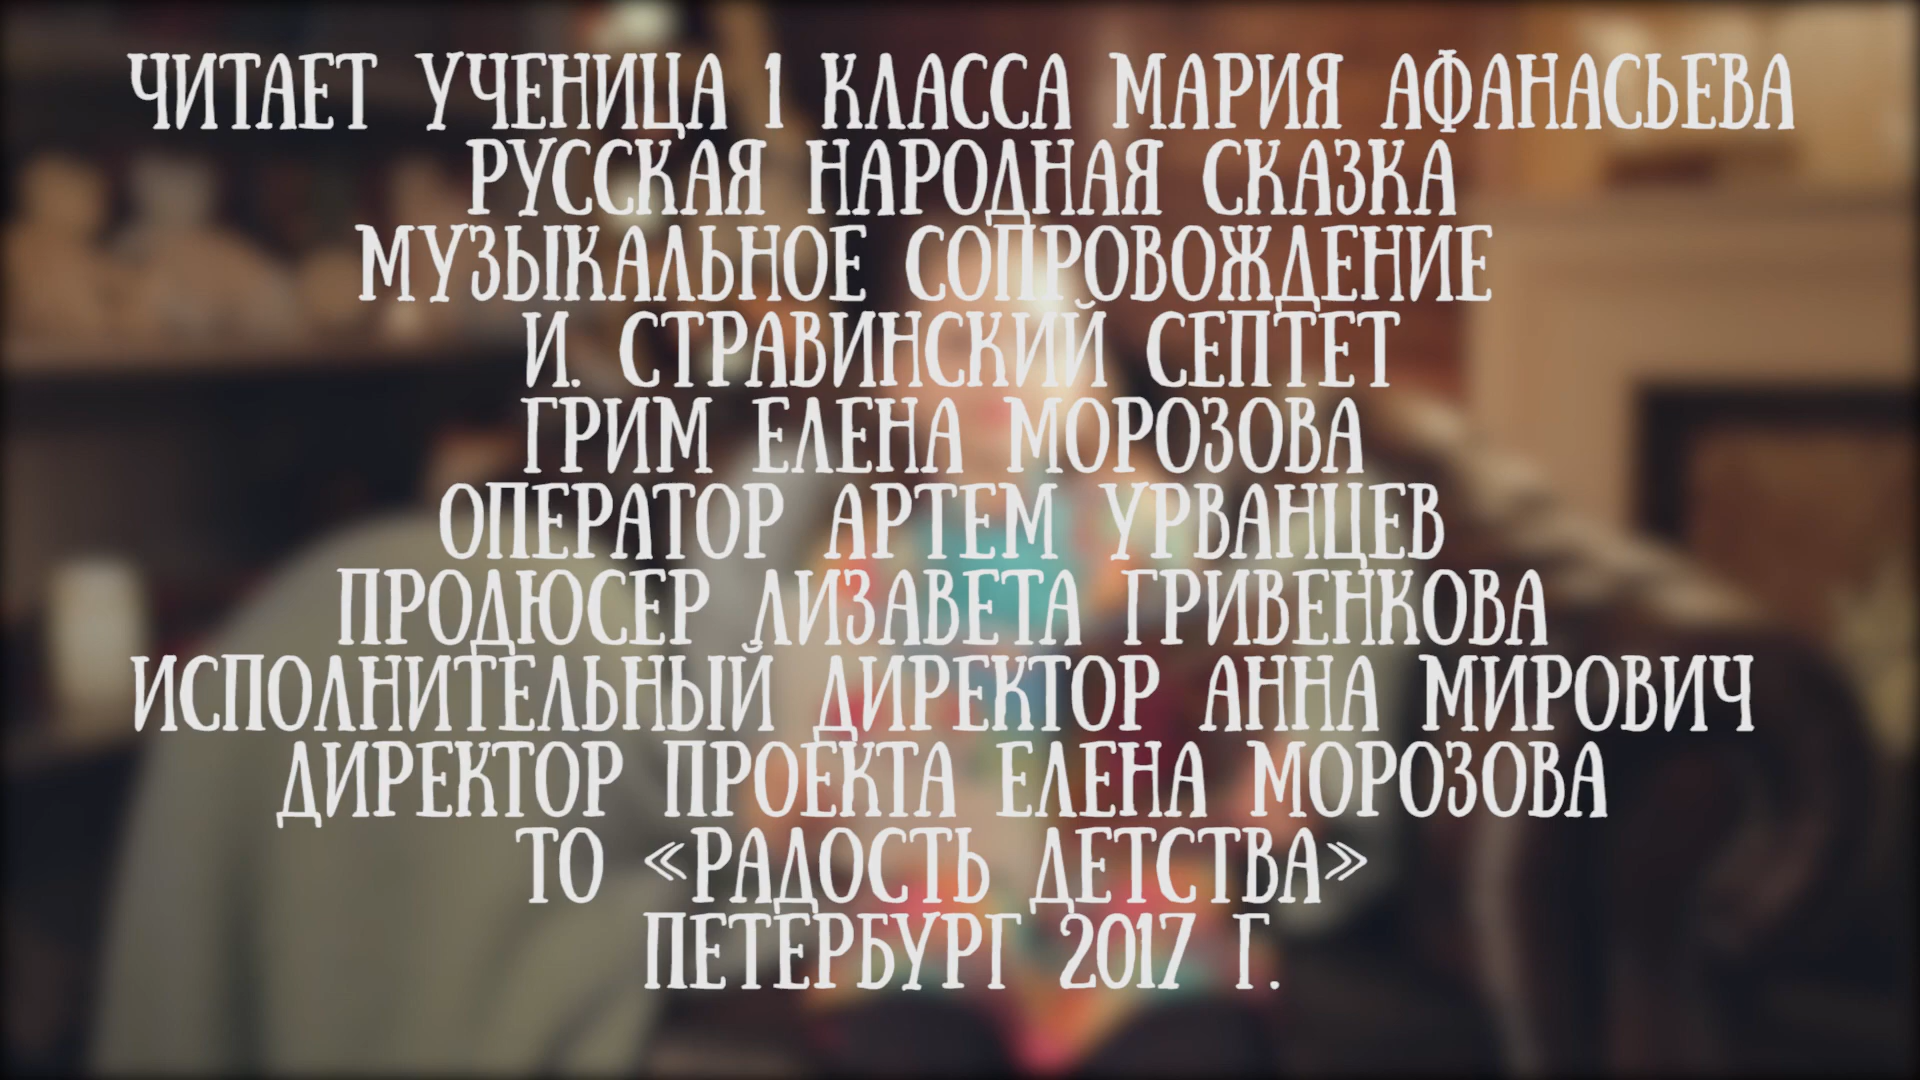 ЧИТАЕТ УЧЕНИЦА 1 КЛАССА МАРИЯ АФАНАСЬЕВА
РУССКАЯ НАРОДНАЯ СКАЗКА
МУЗЫКАЛЬНОЕ СОПРОВОЖДЕНИЕ
И. СТРАВИНСКИЙ СЕПТЕТ
ГРИМ ЕЛЕНА МОРОЗОВА
ОПЕРАТОР АРТЕМ УРВАНЦЕВ
ПРОДЮСЕР ЛИЗАВЕТА ГРИВЕНКОВА
ИСПОЛНИТЕЛЬНЫЙ ДИРЕКТОР АННА МИРОВИЧ
ДИРЕКТОР ПРОЕКТА ЕЛЕНА МОРОЗОВА
ТО «РАДОСТЬ ДЕТСТВА»
ПЕТЕРБУРГ 2017 Г.